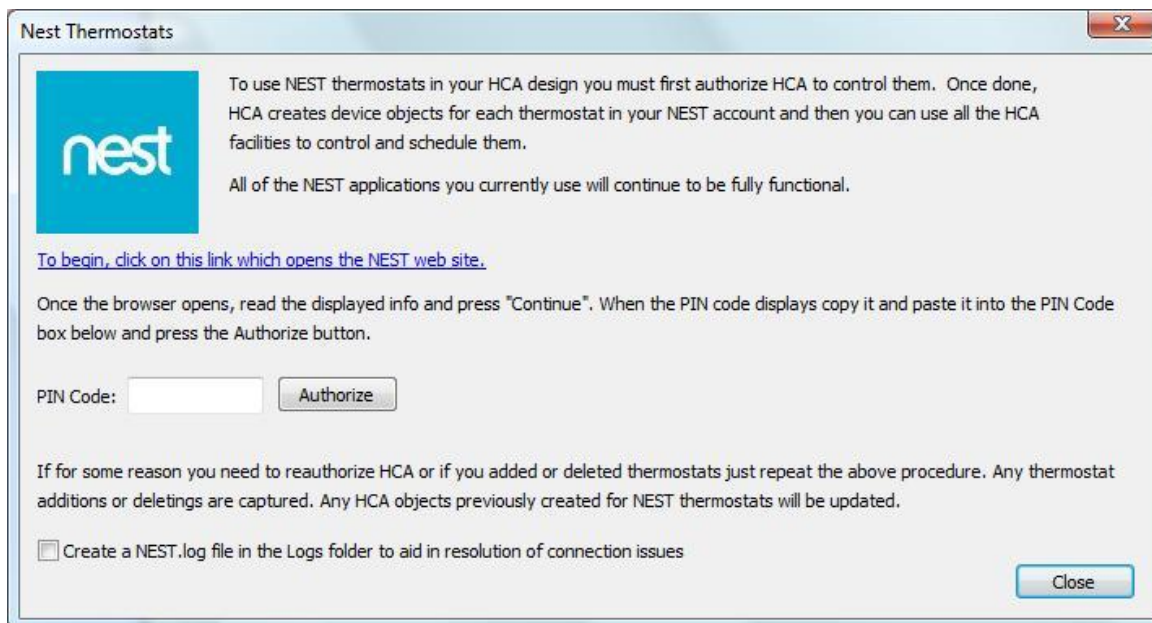 Nest Thermostats
X
nest
To use NEST thermostats in your HCA design you must first authorize HCA to control them.  Once done,
HCA creates device objects for each thermostat in your NEST account and then you can use all the HCA
facilities to control and schedule them.
All of the NEST applications you currently use will continue to be fully functional.
To begin, click on this link which opens the NEST web site.
Once the browser opens, read the displayed info and press "Continue". When the PIN code displays copy it and paste it into the PIN Code
box below and press the Authorize button.
PIN Code:
Authorize
If for some reason you need to reauthorize HCA or if you added or deleted thermostats just repeat the above procedure. Any thermostat
additions or deletings are captured. Any HCA objects previously created for NEST thermostats will be updated.
Create a NEST.log file in the Logs folder to aid in resolution of connection issues
Close